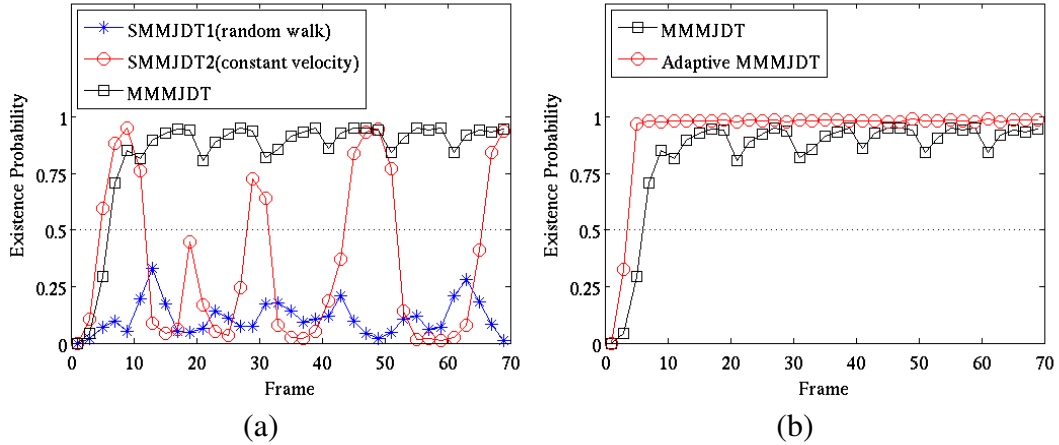 SMMJDT1(random walk)
SMMJDT2(constant velocity)
MMMJDT
Existence Probability
1
0.75
0.5
0.25
0
0 10 20 30 40 50 60 70
Frame
(a)
MMMJDT
Adaptive MMMJDT
Existence Probability
1
0.75
0.5
0.25
0
0 10 20 30 40 50 60 70
Frame
(b)